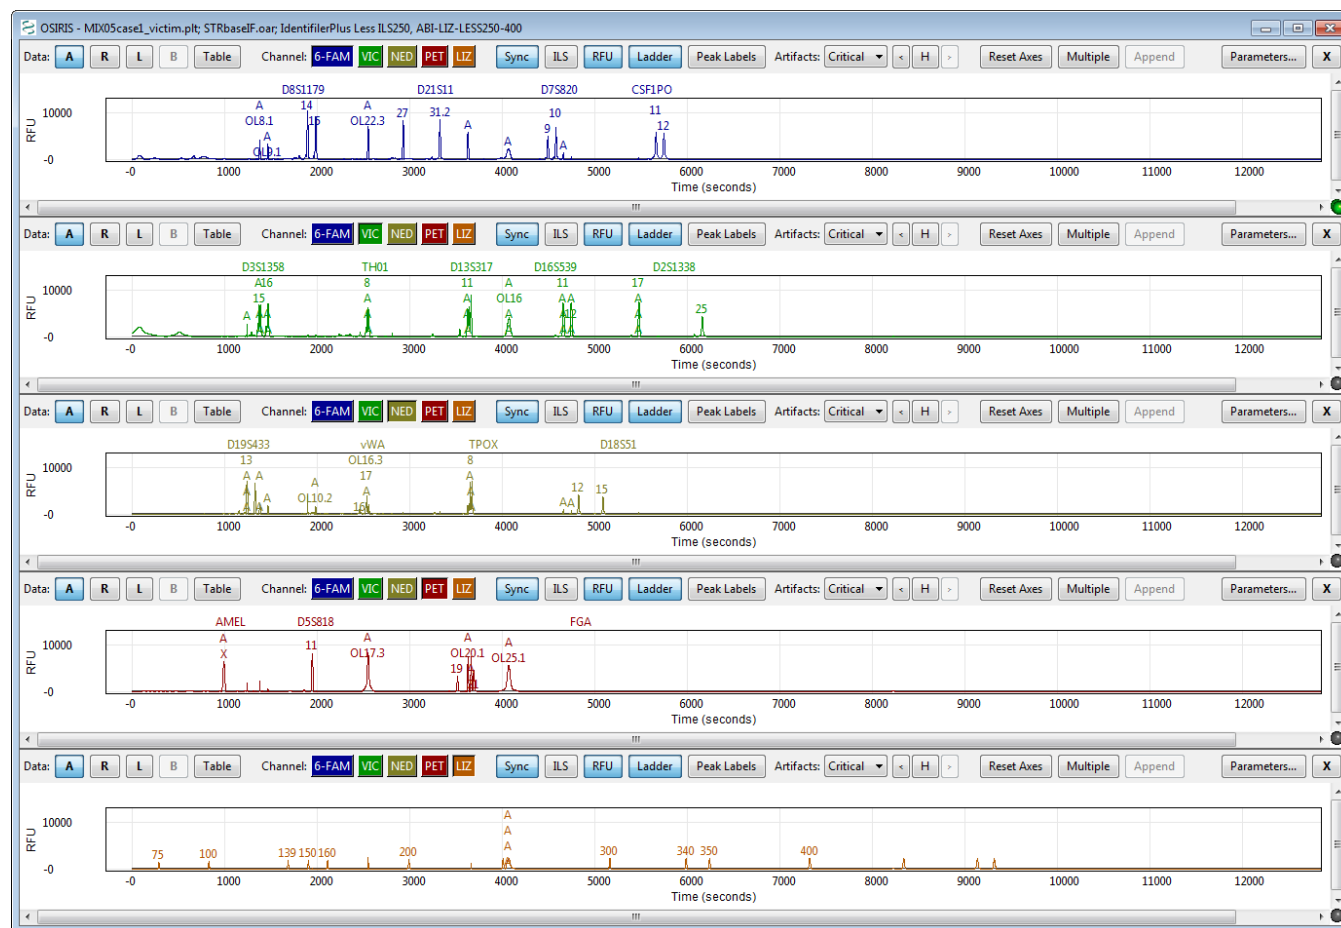 OSIRIS - MIX05case1_victim.plt; STRbaseIF.oar; IdentifilerPlus Less ILS250, ABI-LIZ-LESS250-400
Data: A R L B Table Channel: 6-FAM VIC NED PET LIZ Sync ILS RFU Ladder Peak Labels Artifacts: Critical < H > Reset Axes Multiple Append Parameters... X
D8S1179 D21S11 D7S820 CSF1PO
A 14 A 27 31.2 A A 9 10 A 11 12
OL8.1 A 15 OL22.3
OL9.1
RFU
10000
-0
-0 1000 2000 3000 4000 5000 6000 7000 8000 9000 10000 11000 12000
Time (seconds)
Data: A R L B Table Channel: 6-FAM VIC NED PET LIZ Sync ILS RFU Ladder Peak Labels Artifacts: Critical < H > Reset Axes Multiple Append Parameters... X
D3S1358 TH01 D13S317 D16S539 D2S1338
A 16 8 11 A 11 17
15 A A OL16 A A A 25
A A A A 12
RFU
10000
-0
-0 1000 2000 3000 4000 5000 6000 7000 8000 9000 10000 11000 12000
Time (seconds)
Data: A R L B Table Channel: 6-FAM VIC NED PET LIZ Sync ILS RFU Ladder Peak Labels Artifacts: Critical < H > Reset Axes Multiple Append Parameters... X
D19S433 vWA TPOX D18S51
13 OL16.3 8
A A A 17 A
A OL10.2 A A A 12 15
RFU
10000
-0
-0 1000 2000 3000 4000 5000 6000 7000 8000 9000 10000 11000 12000
Time (seconds)
Data: A R L B Table Channel: 6-FAM VIC NED PET LIZ Sync ILS RFU Ladder Peak Labels Artifacts: Critical < H > Reset Axes Multiple Append Parameters... X
AMEL D5S818 FGA
A A A A
X 11 OL17.3 OL20.1 OL25.1
19
RFU
10000
-0
-0 1000 2000 3000 4000 5000 6000 7000 8000 9000 10000 11000 12000
Time (seconds)
Data: A R L B Table Channel: 6-FAM VIC NED PET LIZ Sync ILS RFU Ladder Peak Labels Artifacts: Critical < H > Reset Axes Multiple Append Parameters... X
A
A
A
75 100 139 150 160 200 300 340 350 400
RFU
10000
-0
-0 1000 2000 3000 4000 5000 6000 7000 8000 9000 10000 11000 12000
Time (seconds)